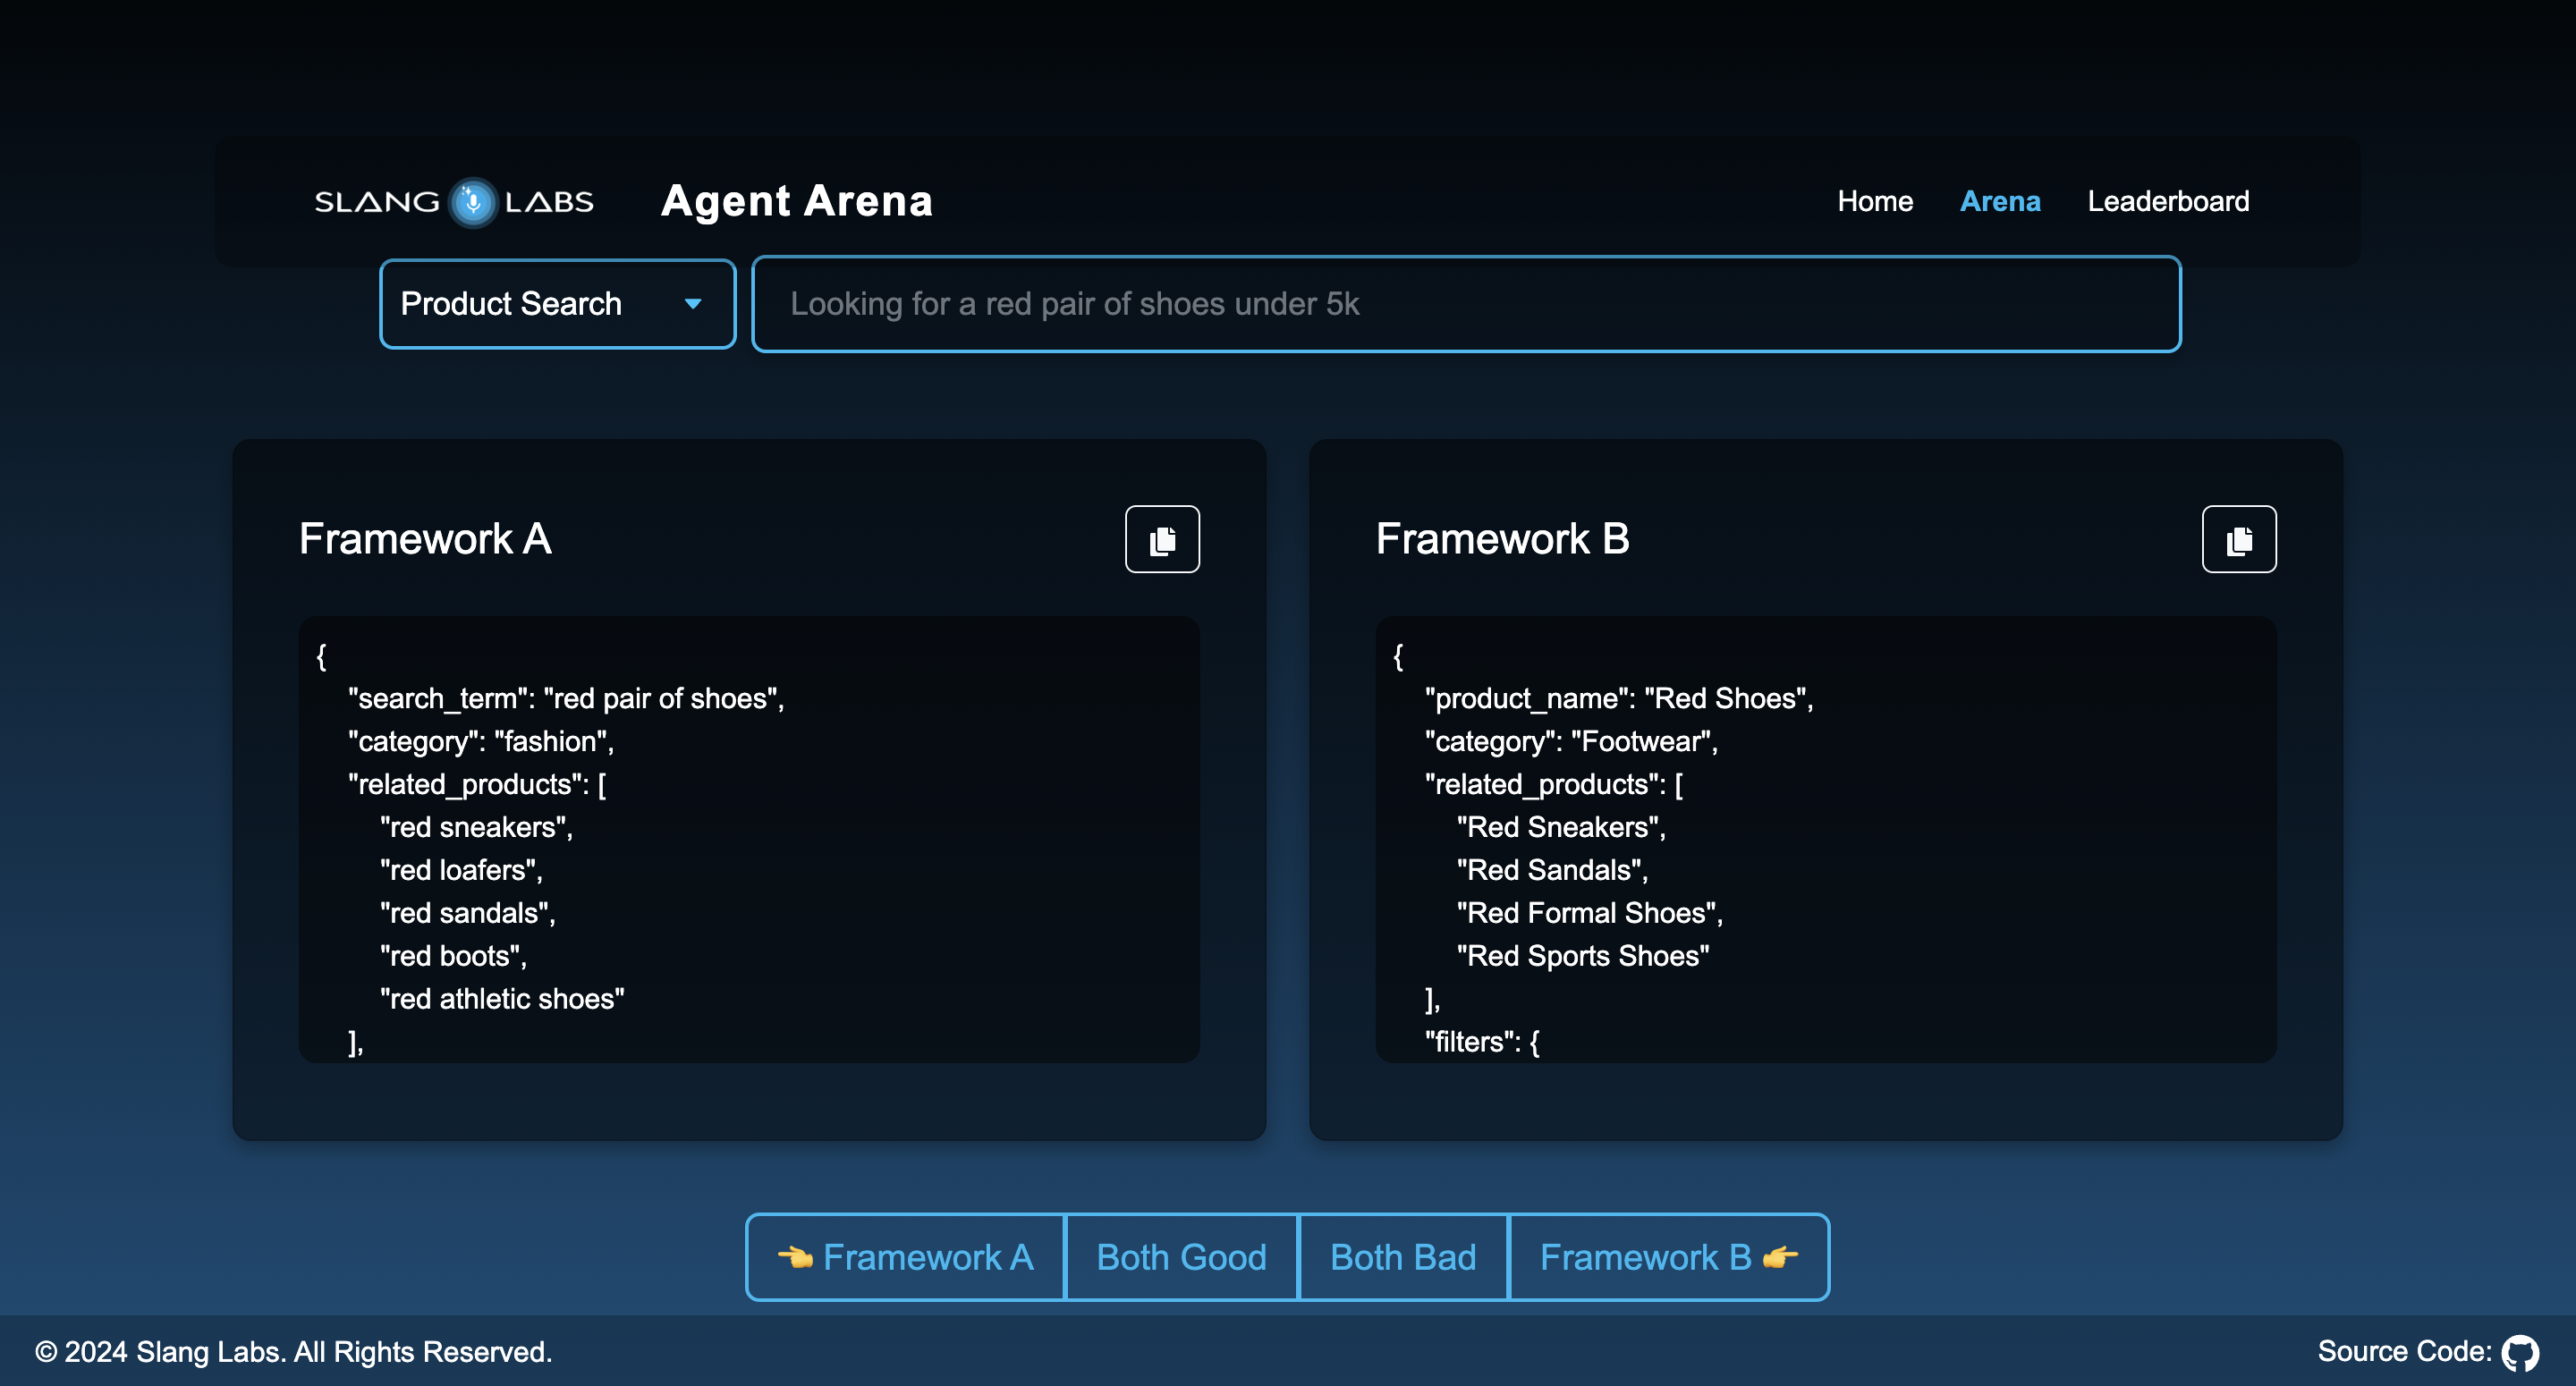 SLANG LABS Agent Arena Home Arena Leaderboard
Product Search Looking for a red pair of shoes under 5k
Framework A
{
"search_term": "red pair of shoes",
"category": "fashion",
"related_products": [
"red sneakers",
"red loafers",
"red sandals",
"red boots",
"red athletic shoes"
],
Framework B
{
"product_name": "Red Shoes",
"category": "Footwear",
"related_products": [
"Red Sneakers",
"Red Sandals",
"Red Formal Shoes",
"Red Sports Shoes"
],
"filters": {
👈 Framework A Both Good Both Bad Framework B 👉
© 2024 Slang Labs. All Rights Reserved. Source Code: